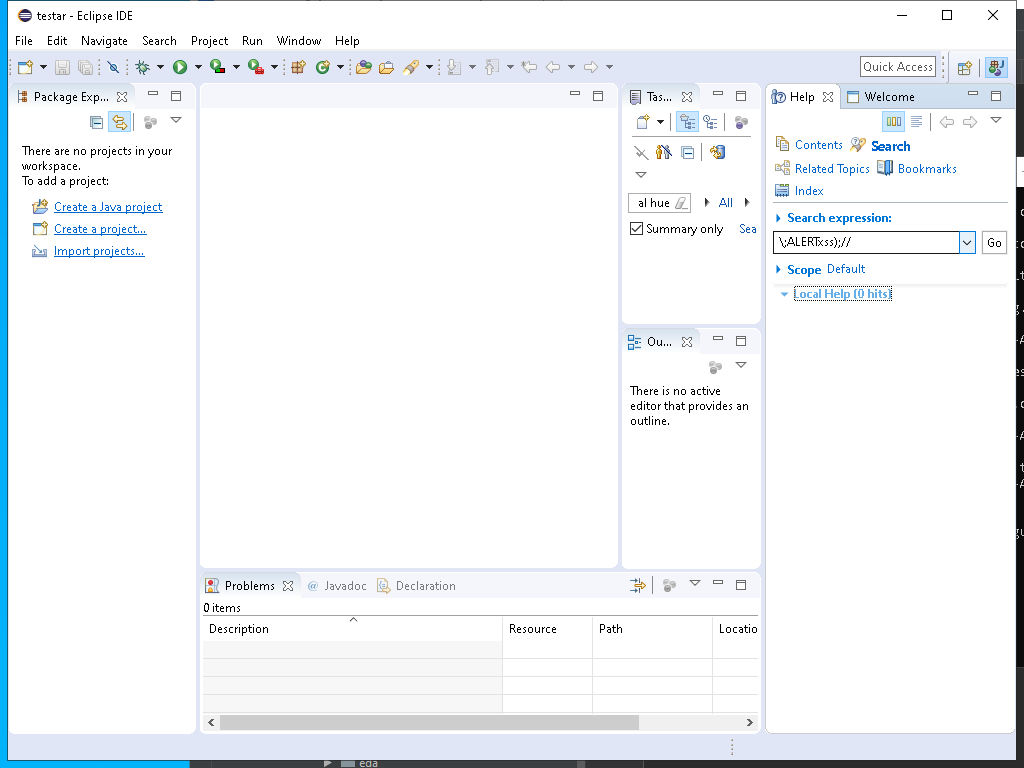 testar - Eclipse IDE
File Edit Navigate Search Project Run Window Help
Quick Access
Package Exp...
There are no projects in your
workspace.
To add a project:
Create a Java project
Create a project...
Import projects...
Tas...
al hue
All
Summary only
Sea
Ou...
There is no active
editor that provides an
outline.
Help
Welcome
Contents
Search
Related Topics
Bookmarks
Index
Search expression:
\;ALERTxss);//
Go
Scope Default
Local Help (0 hits)
Problems
@ Javadoc
Declaration
0 items
Description Resource Path Locatio
eda